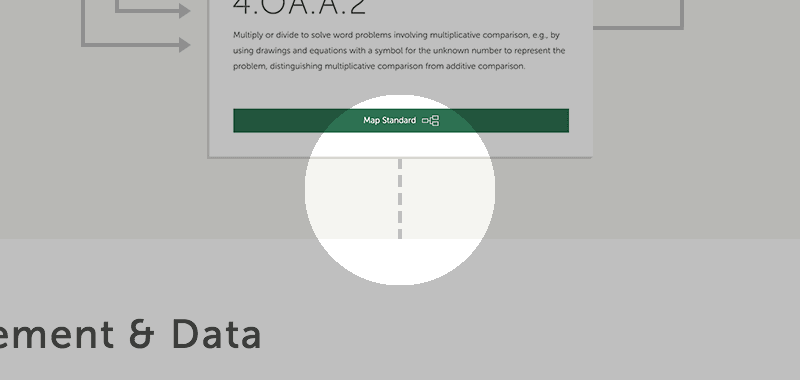 4.OA.A.2
Multiply or divide to solve word problems involving multiplicative comparison, e.g., by
using drawings and equations with a symbol for the unknown number to represent the
problem, distinguishing multiplicative comparison from additive comparison.
Map Standard
ement & Data